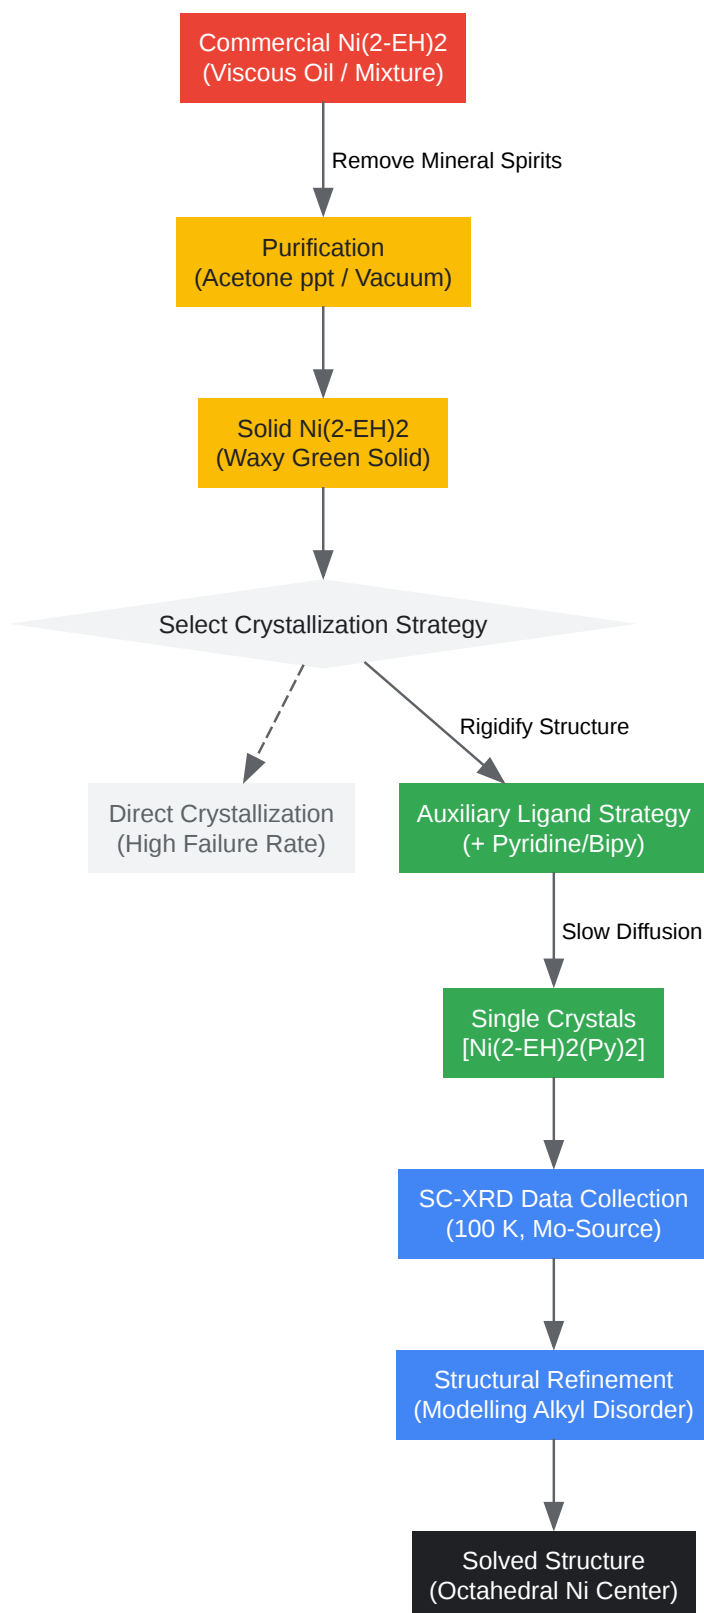 Commercial Ni(2-EH)2
(Viscous Oil / Mixture)
Remove Mineral Spirits
Purification
(Acetone ppt / Vacuum)
Solid Ni(2-EH)2
(Waxy Green Solid)
Select Crystallization Strategy
Rigidify Structure
Direct Crystallization
(High Failure Rate)
Auxiliary Ligand Strategy
(+ Pyridine/Bipy)
Slow Diffusion
Single Crystals
[Ni(2-EH)2(Py)2]
SC-XRD Data Collection
(100 K, Mo-Source)
Structural Refinement
(Modelling Alkyl Disorder)
Solved Structure
(Octahedral Ni Center)